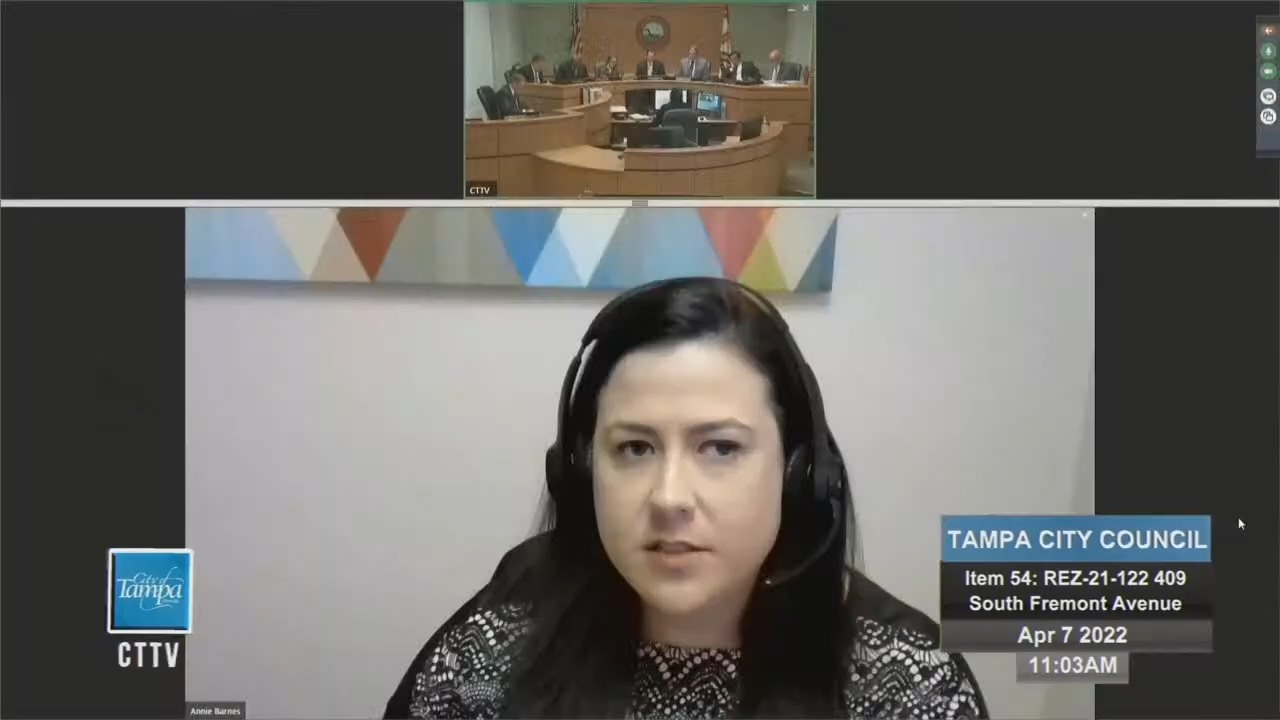 CTTV
City of
Tampa
CTTV
TAMPA CITY COUNCIL
Item 54: REZ-21-122 409
South Fremont Avenue
Apr 7 2022
11:03AM
Annie Barnes